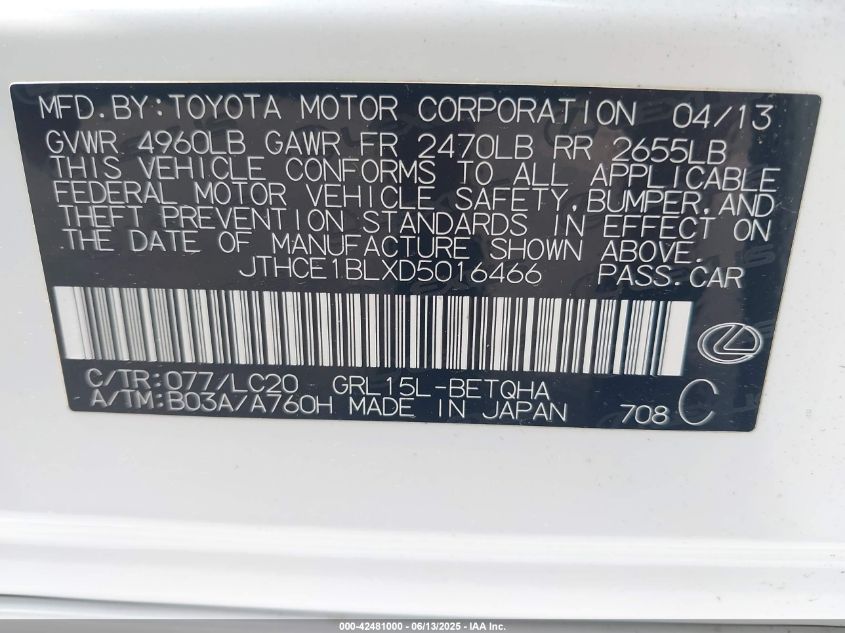 MFD.BY:TOYOTA MOTOR CORPORATION 04/13
GVWR 4960LB GAWR FR 2470LB RR 2655LB
THIS VEHICLE CONFORMS TO ALL APPLICABLE
FEDERAL MOTOR VEHICLE SAFETY,BUMPER,AND
THEFT PREVENTION STANDARDS IN EFFECT ON
THE DATE OF MANUFACTURE SHOWN ABOVE.
JTHCE1BLXD5016466 PASS.CAR
C/TR:077/LC20 GRL15L-BETQHA
A/TM:B03A/A760H MADE IN JAPAN 708 C
000-42481000 - 06/13/2025 - IAA Inc.